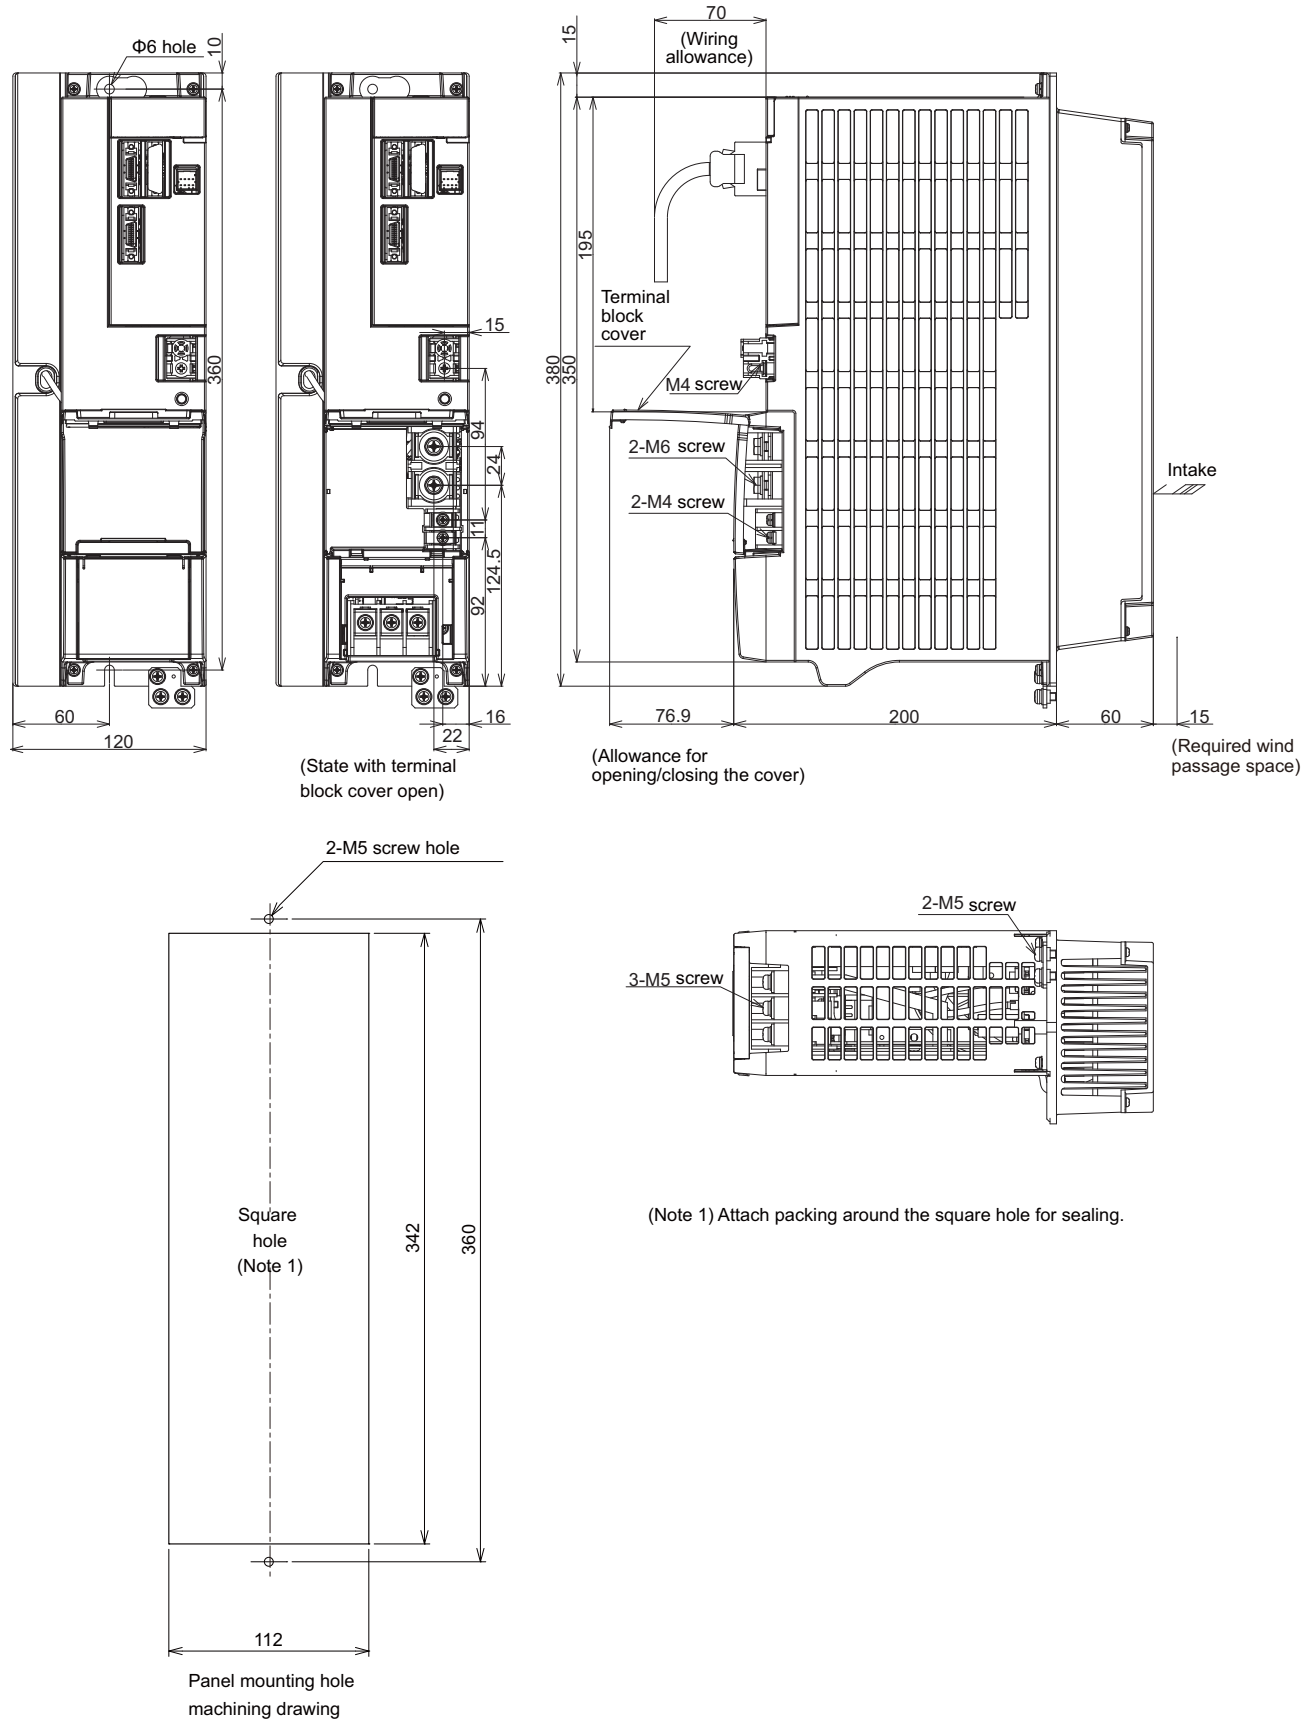 70
15
(Wiring
allowance)
Φ6 hole
10
195
Terminal
block
cover
15
360
380
350
M4 screw
94
24
2-M6 screw
Intake
2-M4 screw
11
124.5
92
60
120
16
22
76.9
200
60
15
(State with terminal
block cover open)
(Allowance for
opening/closing the cover)
(Required wind
passage space)
2-M5 screw hole
2-M5 screw
3-M5 screw
Square
hole
(Note 1)
342
360
(Note 1) Attach packing around the square hole for sealing.
112
Panel mounting hole
machining drawing